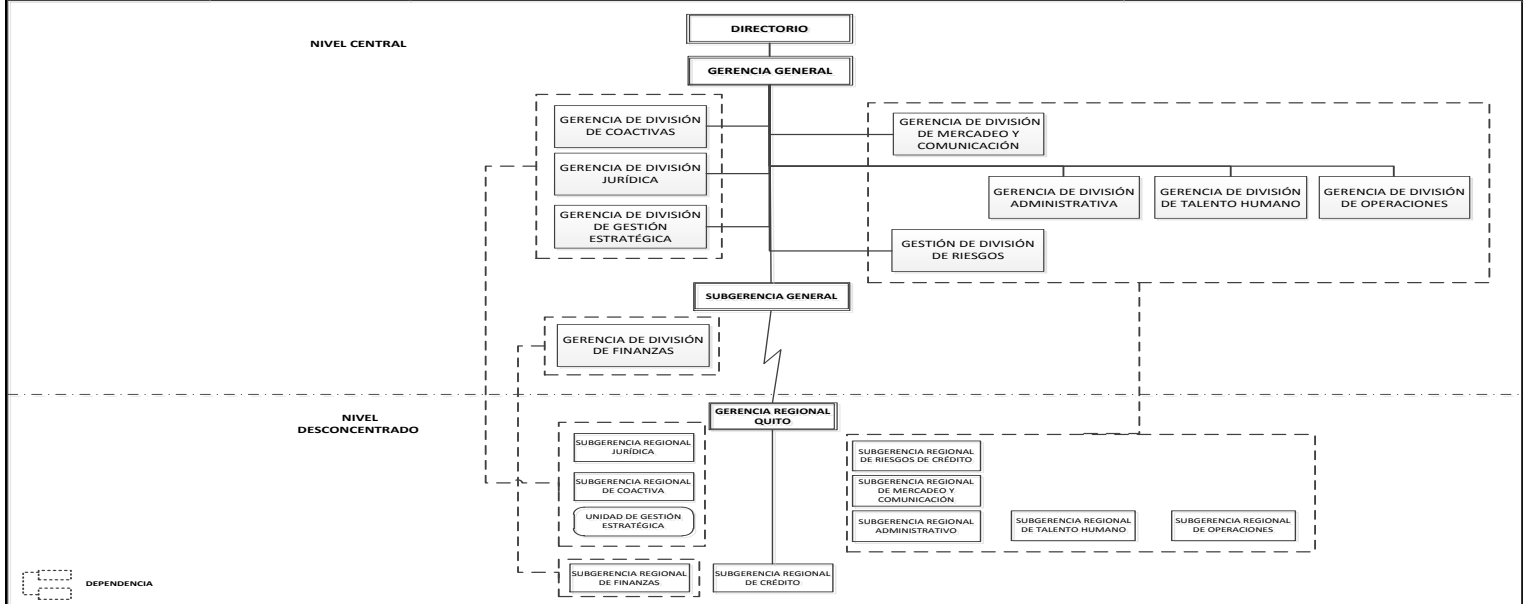 DIRECTORIO
NIVEL CENTRAL
GERENCIA GENERAL
GERENCIA DE DIVISIÓN
DE COACTIVAS
GERENCIA DE DIVISIÓN
JURÍDICA
GERENCIA DE DIVISIÓN
DE GESTIÓN
ESTRATÉGICA
GERENCIA DE DIVISIÓN
DE MERCADEO Y
COMUNICACIÓN
GERENCIA DE DIVISIÓN
ADMINISTRATIVA
GERENCIA DE DIVISIÓN
DE TALENTO HUMANO
GERENCIA DE DIVISIÓN
DE OPERACIONES
GESTIÓN DE DIVISIÓN
DE RIESGOS
SUBGERENCIA GENERAL
GERENCIA DE DIVISIÓN
DE FINANZAS
NIVEL
DESCONCENTRADO
GERENCIA REGIONAL
QUITO
SUBGERENCIA REGIONAL
JURÍDICA
SUBGERENCIA REGIONAL
DE COACTIVA
UNIDAD DE GESTIÓN
ESTRATÉGICA
SUBGERENCIA REGIONAL
DE RIESGOS DE CRÉDITO
SUBGERENCIA REGIONAL
DE MERCADEO Y
COMUNICACIÓN
SUBGERENCIA REGIONAL
ADMINISTRATIVO
SUBGERENCIA REGIONAL
DE TALENTO HUMANO
SUBGERENCIA REGIONAL
DE OPERACIONES
SUBGERENCIA REGIONAL
DE FINANZAS
SUBGERENCIA REGIONAL
DE CRÉDITO
DEPENDENCIA